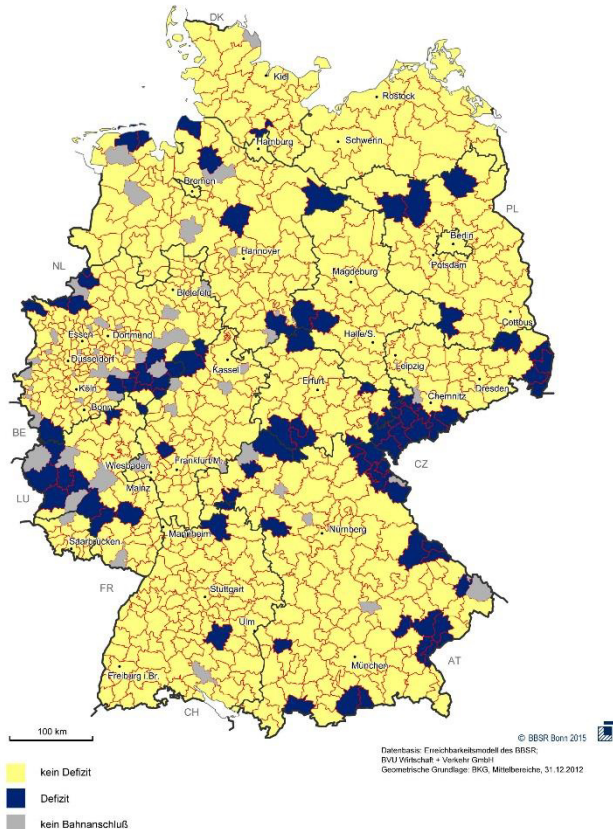 DK
Kiel
Rostock
Hamburg
Schwerin
Bremen
PL
Berlin
Hannover
Potsdam
NL
Magdeburg
Bielefeld
Cottbus
Essen
Dortmund
Halle/S.
Düsseldorf
Leipzig
Kassel
Dresden
Köln
Erfurt
Chemnitz
Bonn
BE
CZ
Wiesbaden
Frankfurt/M.
LU
Mainz
Mannheim
Nürnberg
Saarbrücken
FR
Stuttgart
Ulm
AT
München
Freiburg i.Br.
CH
100 km
© BBSR Bonn 2015
Datenbasis: Erreichbarkeitsmodell des BBSR;
BVU Wirtschaft + Verkehr GmbH
Geometrische Grundlage: BKG, Mittelbereiche, 31.12.2012
kein Defizit
Defizit
kein Bahnanschluß